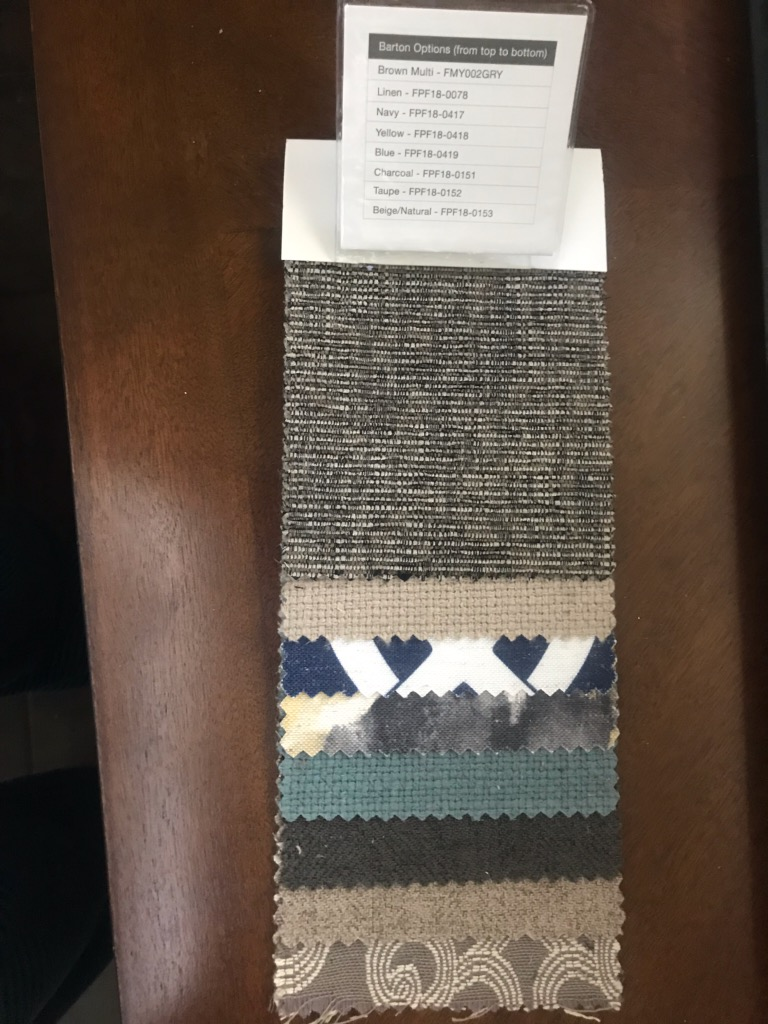 Barton Options (from top to bottom)
Brown Multi - FMY002GRY
Linen - FPF18-0078
Navy - FPF18-0417
Yellow - FPF18-0418
Blue - FPF18-0419
Charcoal - FPF18-0151
Taupe - FPF18-0152
Beige/Natural - FPF18-0153